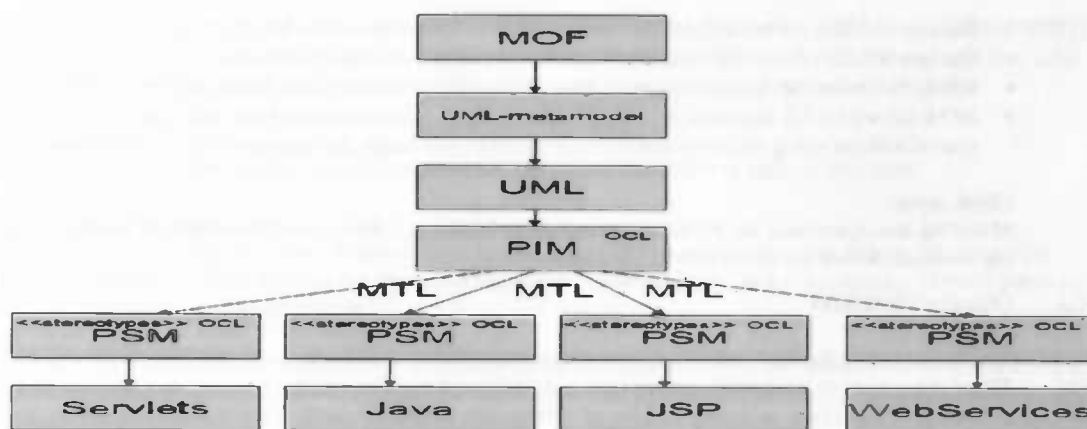 MOF
UML-metamodel
UML
PIM OCL
MTL MTL MTL
<<stereotypes>> OCL <<stereotypes>> OCL <<stereotypes>> OCL <<stereotypes>> OCL
PSM PSM PSM PSM
Servlets Java JSP WebServices